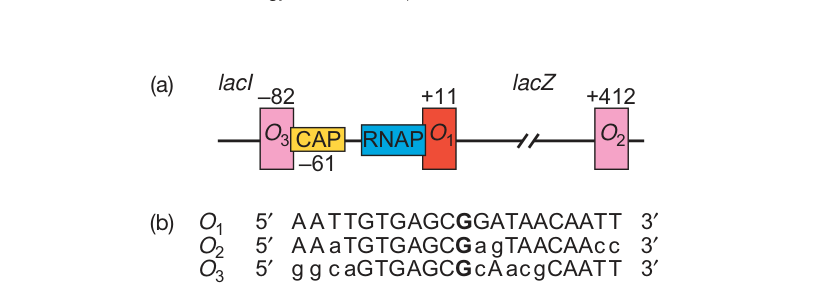 (a) lacI lacZ
–82 +11 +412
O3 CAP RNAP O1 O2
–61
(b) O1 5′ AATTGTGAGCGGATAACAATT 3′
O2 5′ AAaTGTGAGCGagTAACAAcc 3′
O3 5′ ggcaGTGAGCGcAacgCAATT 3′